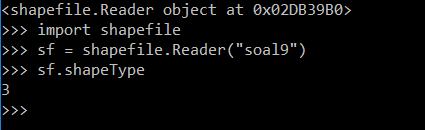 <shapefile.Reader object at 0x02DB39B0>
>>> import shapefile
>>> sf = shapefile.Reader("soal9")
>>> sf.shapeType
3
>>>